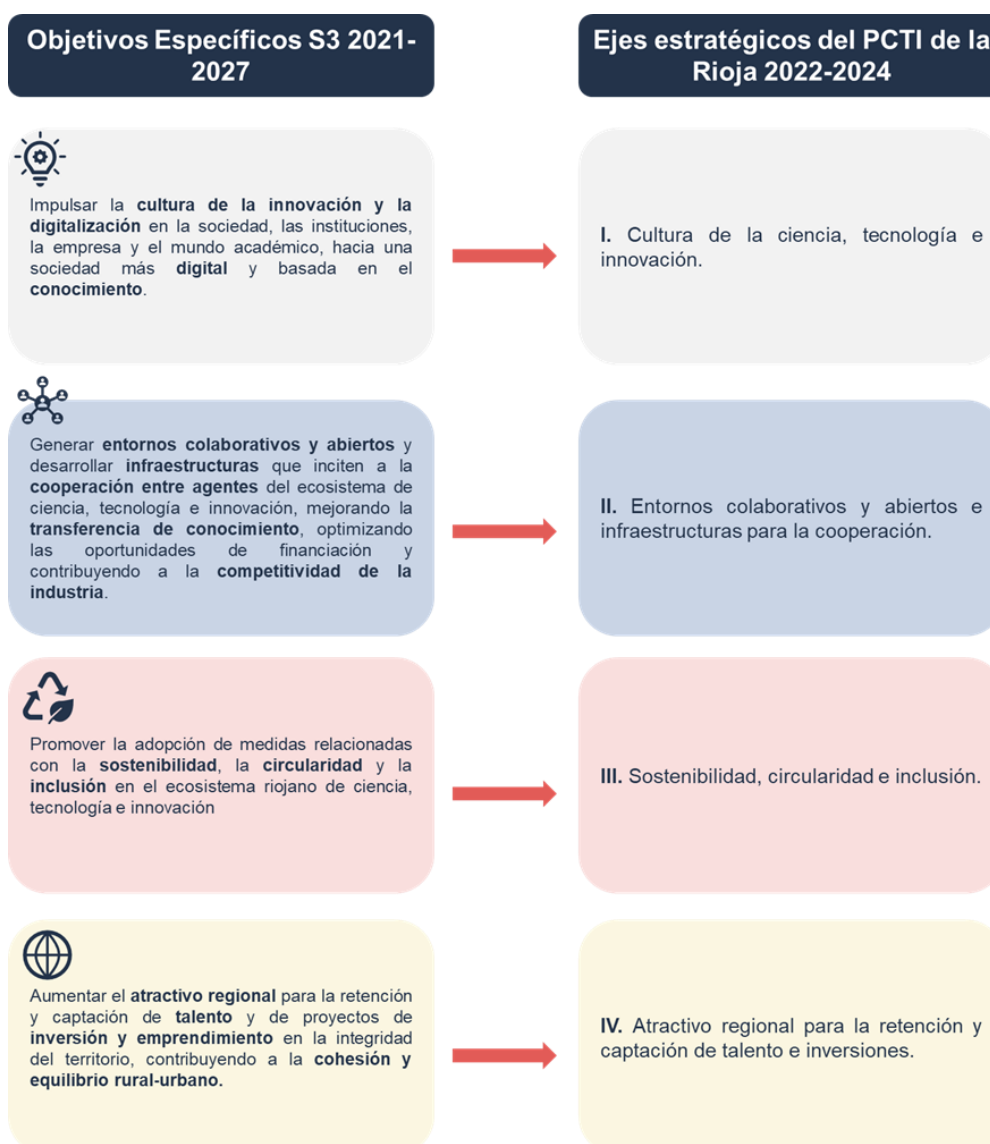 Objetivos Específicos S3 2021-
2027
Ejes estratégicos del PCTI de la
Rioja 2022-2024
Impulsar la cultura de la innovación y la
digitalización en la sociedad, las instituciones,
la empresa y el mundo académico, hacia una
sociedad más digital y basada en el
conocimiento.
I. Cultura de la ciencia, tecnología e
innovación.
Generar entornos colaborativos y abiertos y
desarrollar infraestructuras que inciten a la
cooperación entre agentes del ecosistema de
ciencia, tecnología e innovación, mejorando la
transferencia de conocimiento, optimizando
las oportunidades de financiación y
contribuyendo a la competitividad de la
industria.
II. Entornos colaborativos y abiertos e
infraestructuras para la cooperación.
Promover la adopción de medidas relacionadas
con la sostenibilidad, la circularidad y la
inclusión en el ecosistema riojano de ciencia,
tecnología e innovación
III. Sostenibilidad, circularidad e inclusión.
Aumentar el atractivo regional para la retención
y captación de talento y de proyectos de
inversión y emprendimiento en la integridad
del territorio, contribuyendo a la cohesión y
equilibrio rural-urbano.
IV. Atractivo regional para la retención y
captación de talento e inversiones.